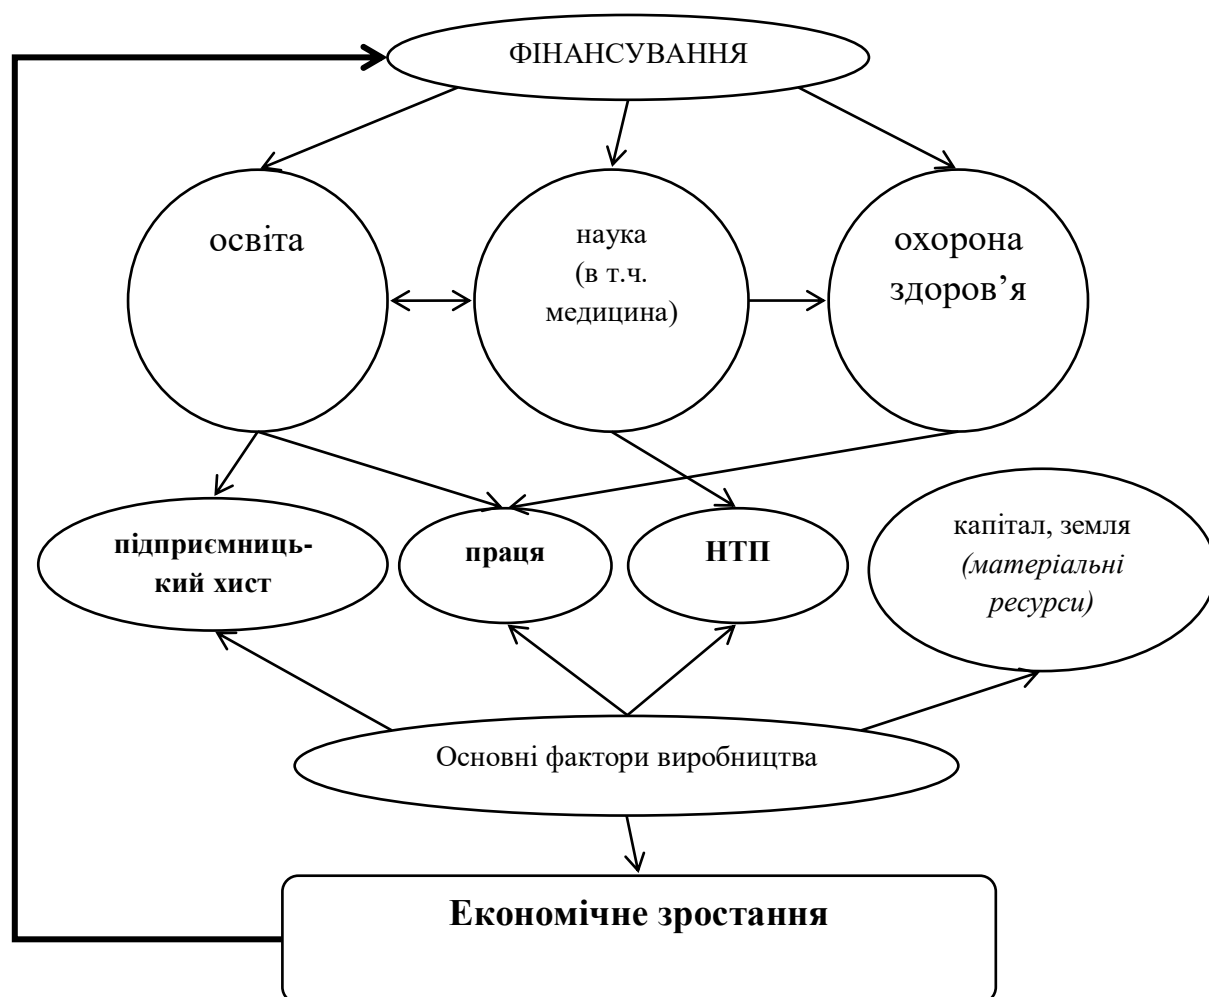 ФІНАНСУВАННЯ
освіта
наука
(в т.ч.
медицина)
охорона
здоров’я
підприємниць-
кий хист
праця
НТП
капітал, земля
(матеріальні
ресурси)
Основні фактори виробництва
Економічне зростання